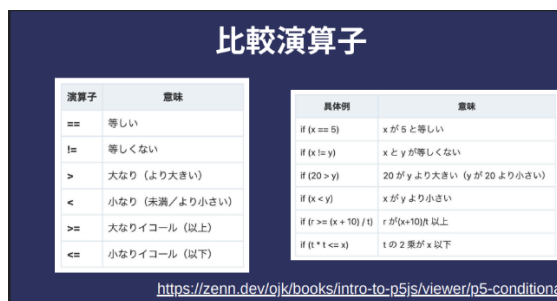 比較演算子
演算子 意味
== 等しい
!= 等しくない
> 大なり（より大きい）
< 小なり（未満／より小さい）
>= 大なりイコール（以上）
<= 小なりイコール（以下）
具体例 意味
if (x == 5) x が 5 と等しい
if (x != y) x と y が等しくない
if (20 > y) 20 が y より大きい（y が 20 より小さい）
if (x < y) x が y より小さい
if (r >= (x + 10) / t) r が(x+10)/t 以上
if (t * t <= x) t の 2 乗が x 以下
https://zenn.dev/ojk/books/intro-to-p5js/viewer/p5-conditiona